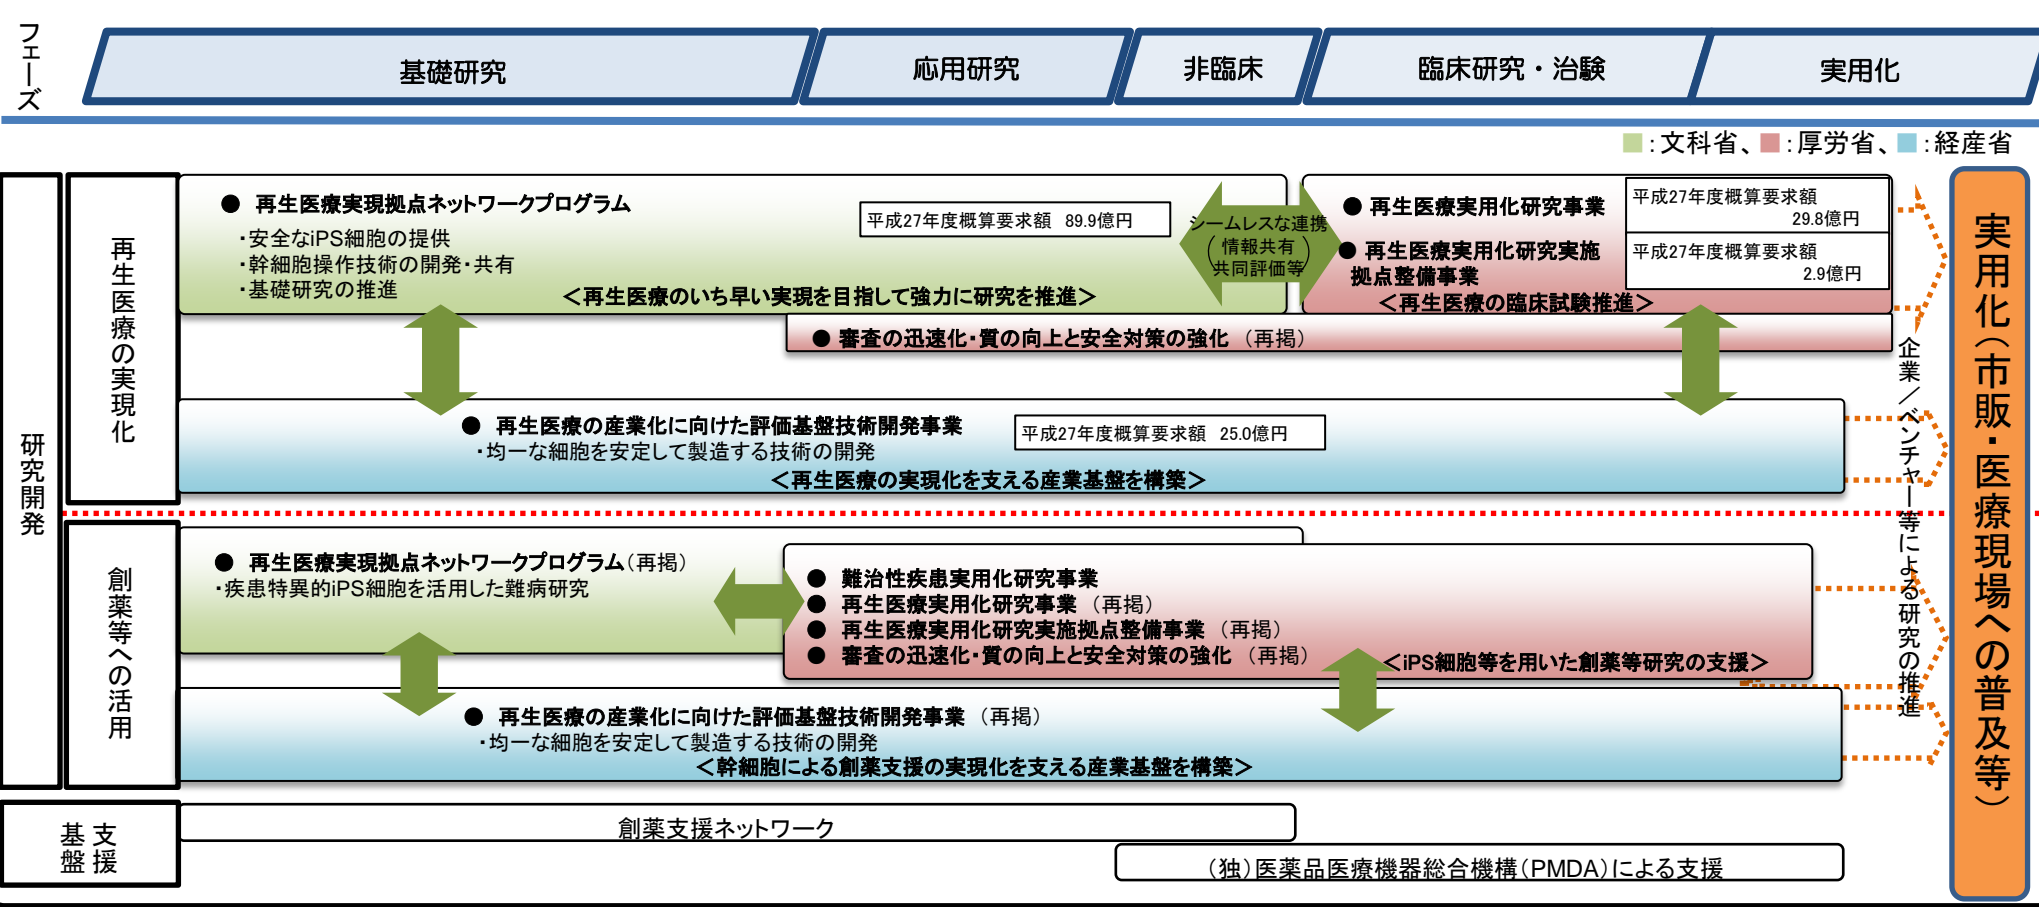 フェーズ
基礎研究
応用研究
非臨床
臨床研究・治験
実用化
■：文科省、■：厚労省、■：経産省
研究開発
再生医療の実現化
● 再生医療実現拠点ネットワークプログラム
・安全なiPS細胞の提供
・幹細胞操作技術の開発・共有
・基礎研究の推進
平成27年度概算要求額 89.9億円
＜再生医療のいち早い実現を目指して強力に研究を推進＞
シームレスな連携
（情報共有
共同評価等）
● 再生医療実用化研究事業
平成27年度概算要求額
29.8億円
● 再生医療実用化研究実施
拠点整備事業
平成27年度概算要求額
2.9億円
＜再生医療の臨床試験推進＞
● 審査の迅速化・質の向上と安全対策の強化（再掲）
● 再生医療の産業化に向けた評価基盤技術開発事業
・均一な細胞を安定して製造する技術の開発
平成27年度概算要求額 25.0億円
＜再生医療の実現化を支える産業基盤を構築＞
創薬等への活用
● 再生医療実現拠点ネットワークプログラム（再掲）
・疾患特異的iPS細胞を活用した難病研究
● 難治性疾患実用化研究事業
● 再生医療実用化研究事業（再掲）
● 再生医療実用化研究実施拠点整備事業（再掲）
● 審査の迅速化・質の向上と安全対策の強化（再掲）
＜iPS細胞等を用いた創薬等研究の支援＞
● 再生医療の産業化に向けた評価基盤技術開発事業（再掲）
・均一な細胞を安定して製造する技術の開発
＜幹細胞による創薬支援の実現化を支える産業基盤を構築＞
企業／ベンチャー等による研究の推進
実用化（市販・医療現場への普及等）
支援基盤
創薬支援ネットワーク
（独）医薬品医療機器総合機構（PMDA）による支援